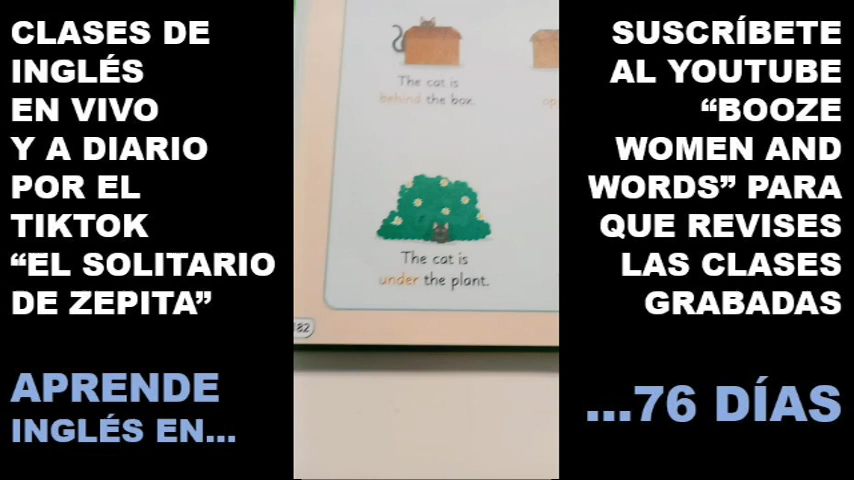 CLASES DE
INGLÉS
EN VIVO
Y A DIARIO
POR EL
TIKTOK
“EL SOLITARIO
DE ZEPITA”
APRENDE
INGLÉS EN...
The cat is
behind the box.
The cat is
under the plant.
182
SUSCRÍBETE
AL YOUTUBE
“BOOZE
WOMEN AND
WORDS” PARA
QUE REVISES
LAS CLASES
GRABADAS
...76 DÍAS